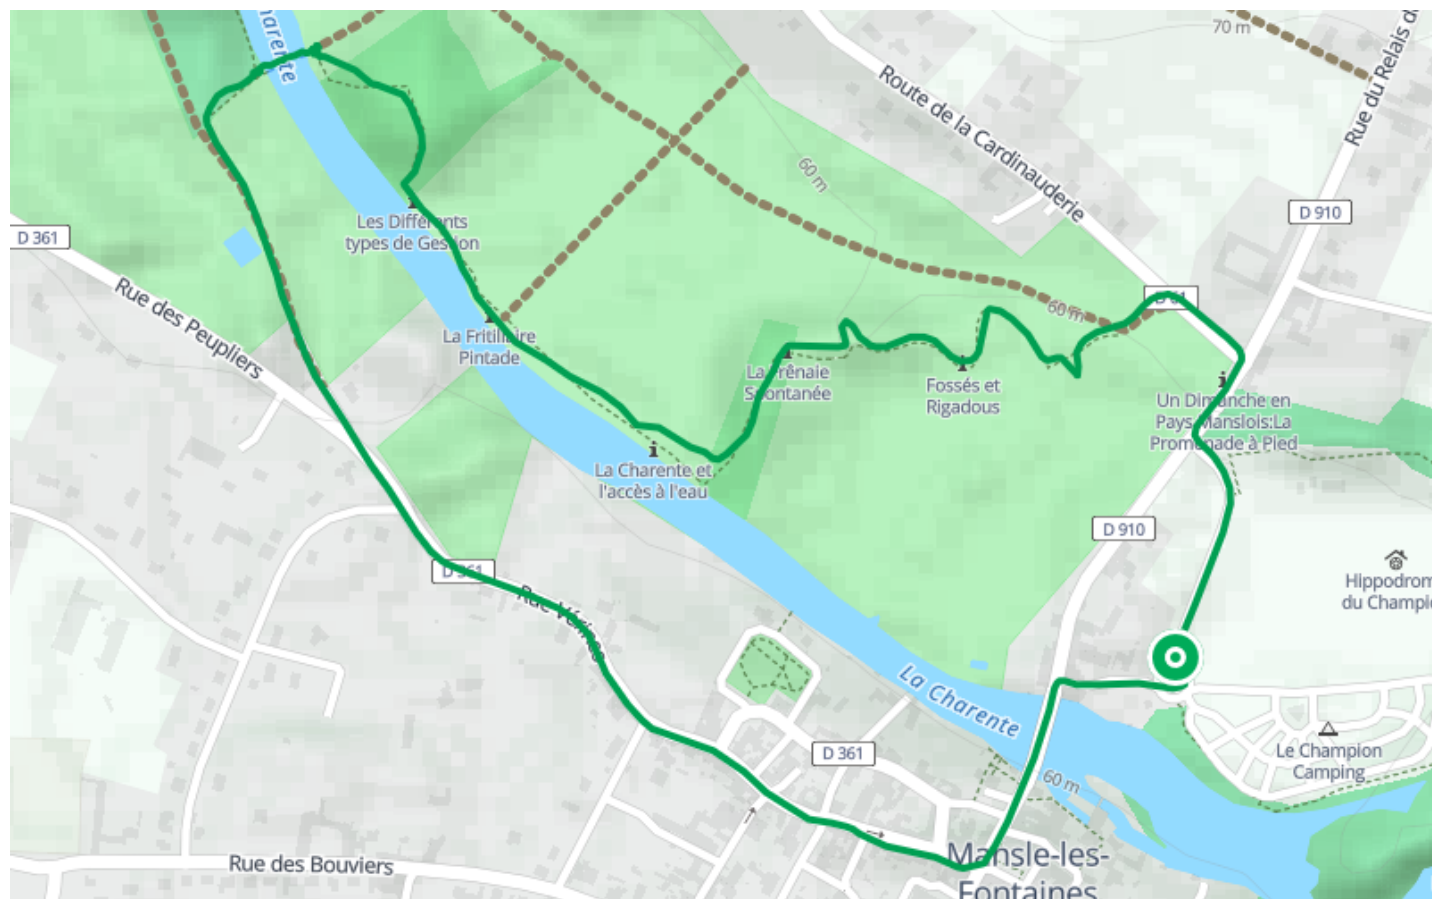 70 m
Rue du Relais d
Charente
Route de la Cardinauderie
60 m
D 910
D 361
Les Différents
types de Gestion
Rue des Peupliers
La Fritillaire
Pintade
60 m
D 61
La Frênaie
Spontanée
Fossés et
Rigadous
Un Dimanche en
Pays Manslois:La
Promenade à Pied
La Charente et
l'accès à l'eau
D 910
Hippodrom
du Champi
D 361
Rue Vérines
La Charente
D 361
Le Champion
Camping
60 m
Mansle-les-
Fontaines
Rue des Bouviers